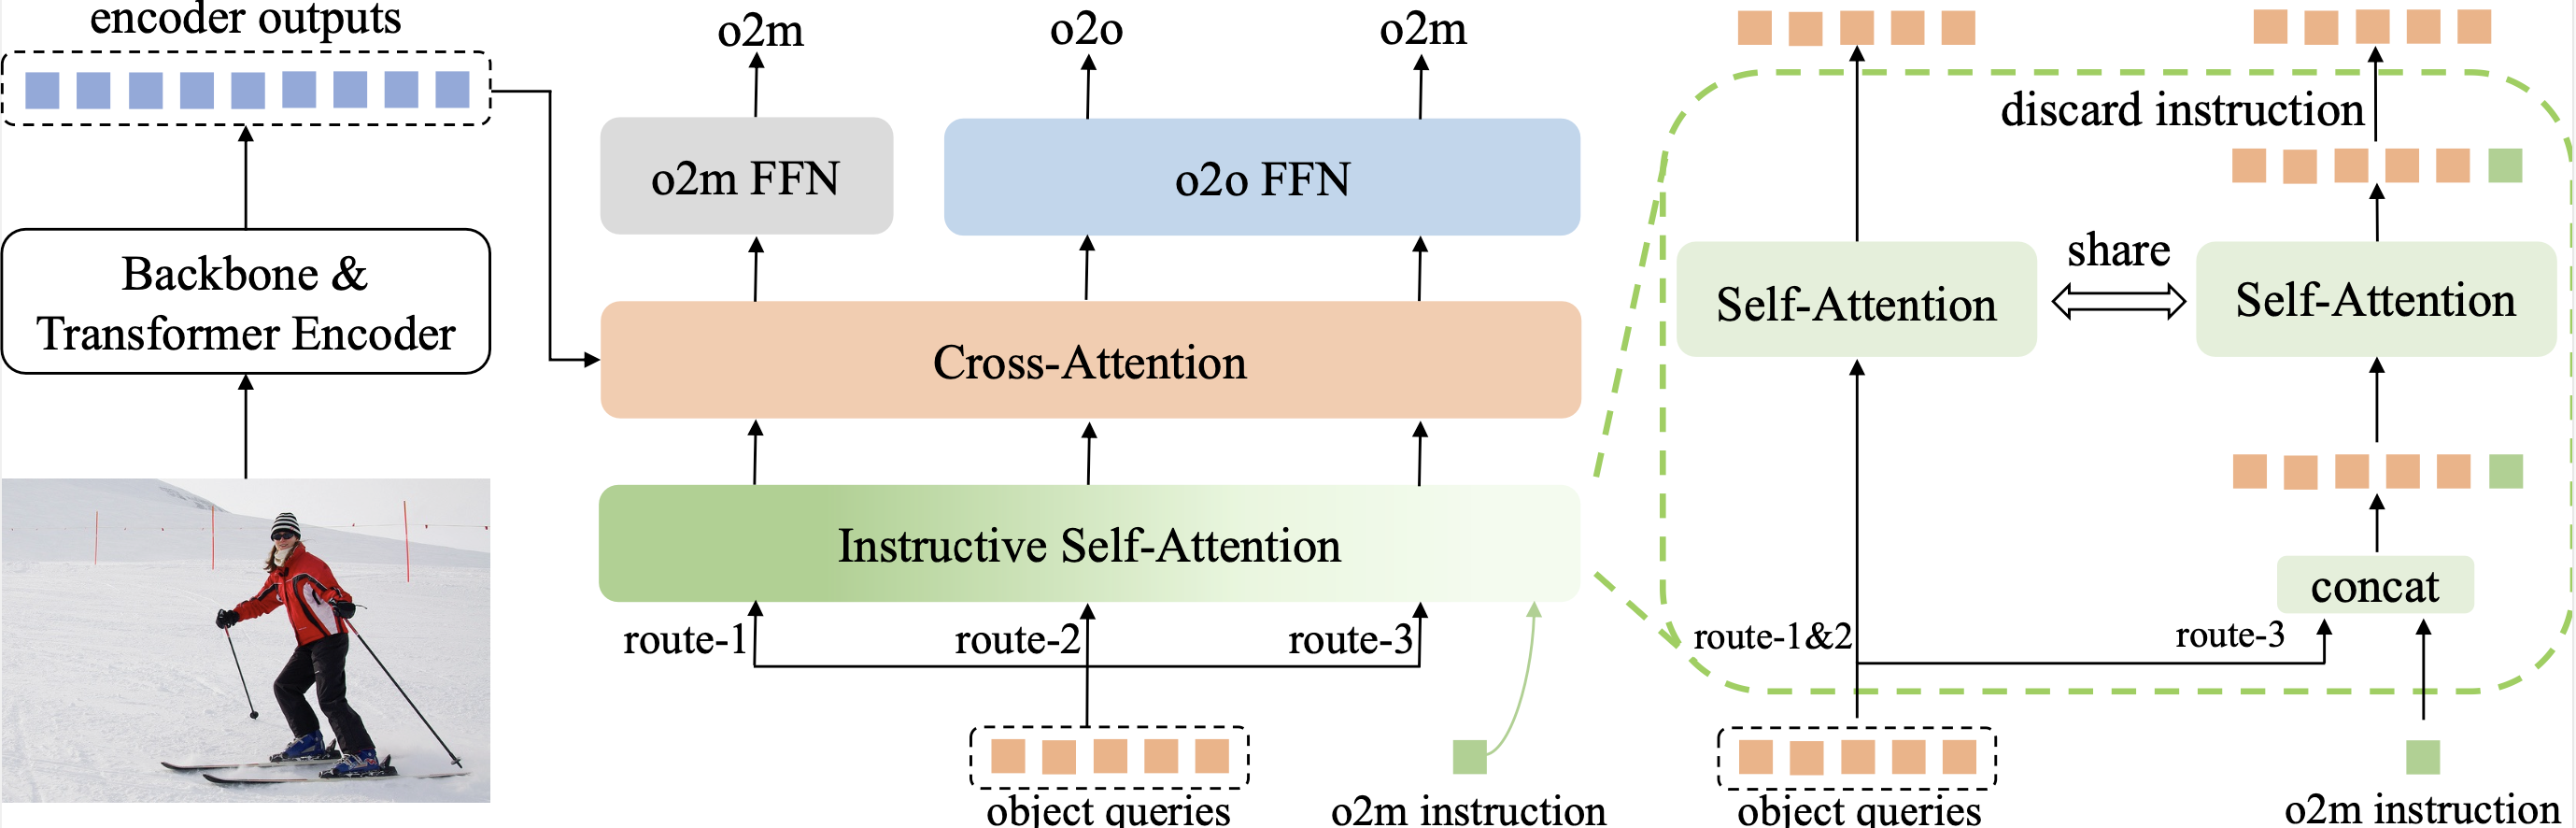 encoder outputs
Backbone &
Transformer Encoder
o2m
o2o
o2m
o2m FFN
o2o FFN
Cross-Attention
Instructive Self-Attention
route-1
route-2
route-3
object queries
o2m instruction
discard instruction
Self-Attention
share
Self-Attention
concat
route-1&2
route-3
object queries
o2m instruction